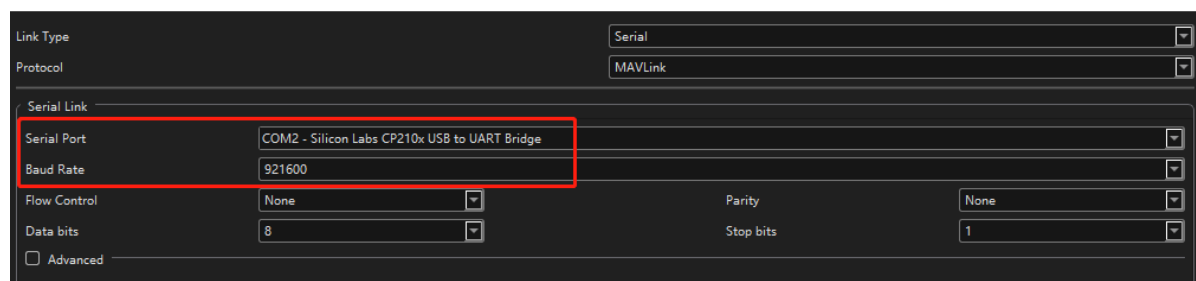 Link Type Serial
Protocol MAVLink
Serial Link
Serial Port COM2 - Silicon Labs CP210x USB to UART Bridge
Baud Rate 921600
Flow Control None Parity None
Data bits 8 Stop bits 1
Advanced